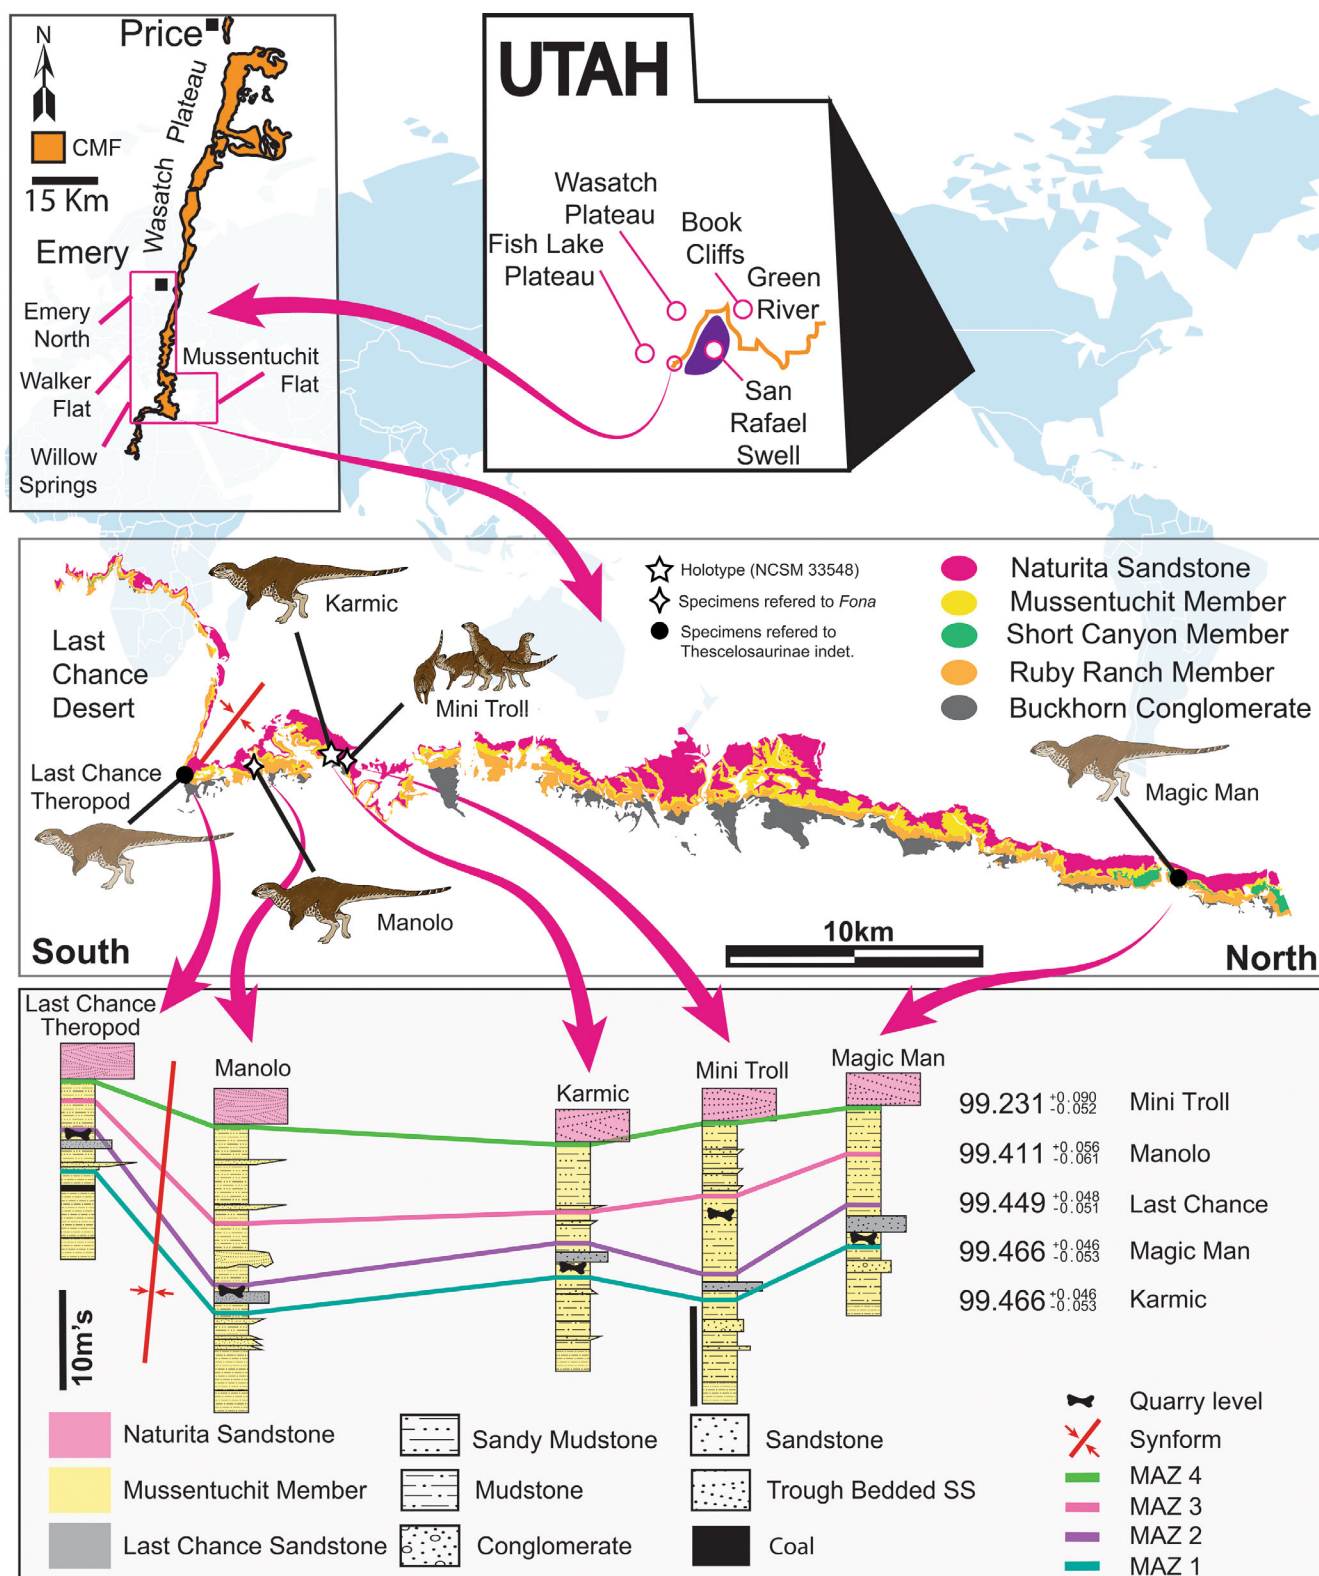 Price
N
Wasatch Plateau
CMF
15 Km
Emery
Emery
North
Walker
Flat
Willow
Springs
Mussentuchit
Flat
UTAH
Wasatch
Plateau
Fish Lake
Plateau
Book
Cliffs
Green
River
San
Rafael
Swell
Karmic
Mini Troll
Last
Chance
Desert
Last Chance
Theropod
Manolo
Holotype (NCSM 33548)
Specimens refered to Fona
Specimens refered to
Thescelosaurinae indet.
Naturita Sandstone
Mussentuchit Member
Short Canyon Member
Ruby Ranch Member
Buckhorn Conglomerate
Magic Man
South
10km
North
Last Chance
Theropod
Manolo
Karmic
Mini Troll
Magic Man
99.231 +0.090 -0.052 Mini Troll
99.411 +0.056 -0.061 Manolo
99.449 +0.048 -0.051 Last Chance
99.466 +0.046 -0.053 Magic Man
99.466 +0.046 -0.053 Karmic
10m's
Naturita Sandstone
Mussentuchit Member
Last Chance Sandstone
Sandy Mudstone
Mudstone
Conglomerate
Sandstone
Trough Bedded SS
Coal
Quarry level
Synform
MAZ 4
MAZ 3
MAZ 2
MAZ 1